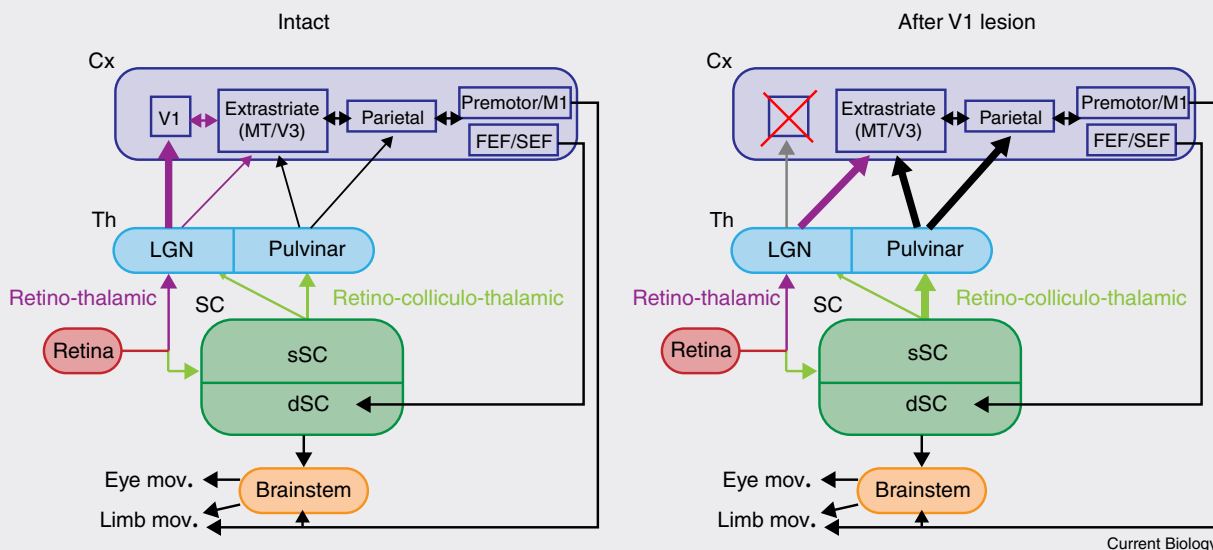 Intact
Cx
V1
Extrastriate
(MT/V3)
Parietal
Premotor/M1
FEF/SEF
Th
LGN
Pulvinar
Retino-thalamic
SC
Retino-colliculo-thalamic
Retina
sSC
dSC
Eye mov.
Brainstem
Limb mov.
After V1 lesion
Cx
Extrastriate
(MT/V3)
Parietal
Premotor/M1
FEF/SEF
Th
LGN
Pulvinar
Retino-thalamic
SC
Retino-colliculo-thalamic
Retina
sSC
dSC
Eye mov.
Brainstem
Limb mov.
Current Biology